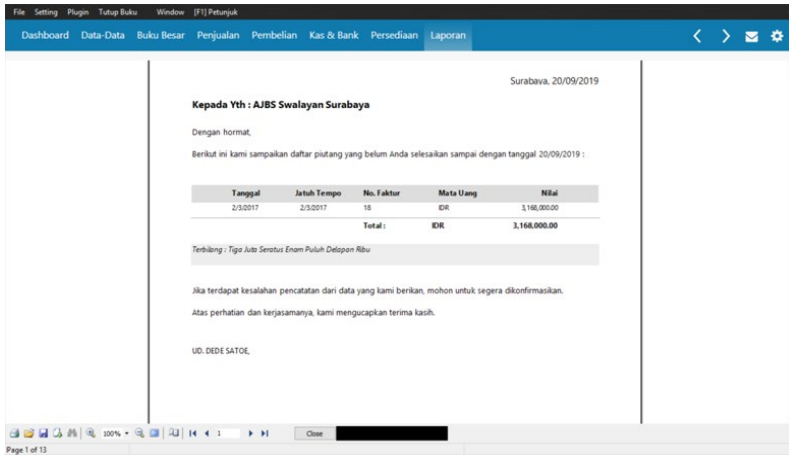 File Setting Plugin Tutup Buku Window [F1] Petunjuk
Dashboard Data-Data Buku Besar Penjualan Pembelian Kas & Bank Persediaan Laporan
Surabaya, 20/09/2019
Kepada Yth : AJBS Swalayan Surabaya
Dengan hormat,
Berikut ini kami sampaikan daftar piutang yang belum Anda selesaikan sampai dengan tanggal 20/09/2019 :
Tanggal Jatuh Tempo No. Faktur Mata Uang Nilai
2/3/2017 2/3/2017 18 IDR 3,168,000.00
Total : IDR 3,168,000.00
Terbilang : Tiga Juta Seratus Enam Puluh Delapan Ribu
Jika terdapat kesalahan pencatatan dari data yang kami berikan, mohon untuk segera dikonfirmasikan.
Atas perhatian dan kerjasamanya, kami mengucapkan terima kasih.
UD. DEDE SATOE,
100% 1 Close
Page 1 of 13